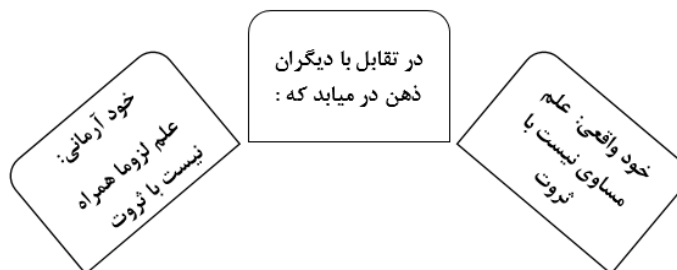 در تقابل با دیگران
ذهن در میابد که :
خود واقعی: علم
مساوی نیست با
ثروت
خود آرمانی:
علم لزوما همراه
نیست با ثروت